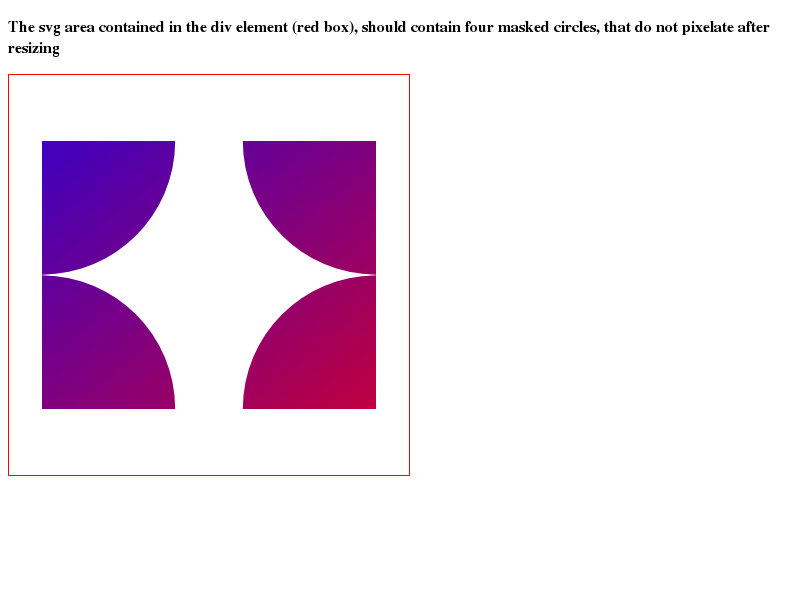 The svg area contained in the div element (red box), should contain four masked circles, that do not pixelate after
resizing